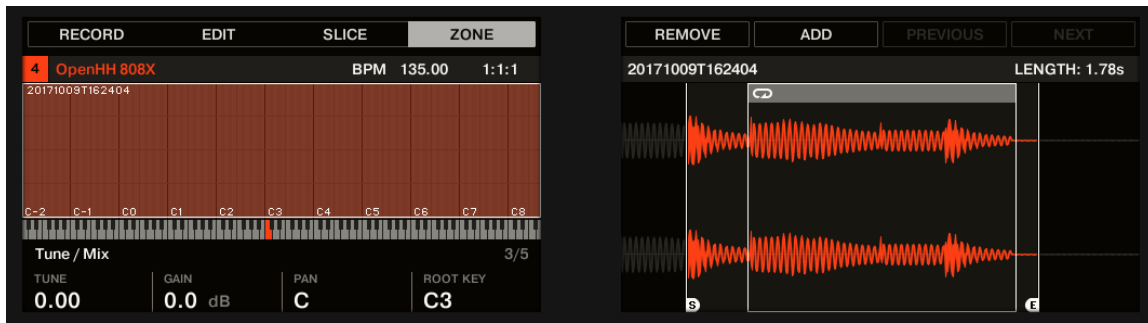 RECORD EDIT SLICE ZONE
4 OpenHH 808X BPM 135.00 1:1:1
20171009T162404
C-2 C-1 C0 C1 C2 C3 C4 C5 C6 C7 C8
Tune / Mix 3/5
TUNE GAIN PAN ROOT KEY
0.00 0.0 dB C C3
REMOVE ADD PREVIOUS NEXT
20171009T162404 LENGTH: 1.78s
S E